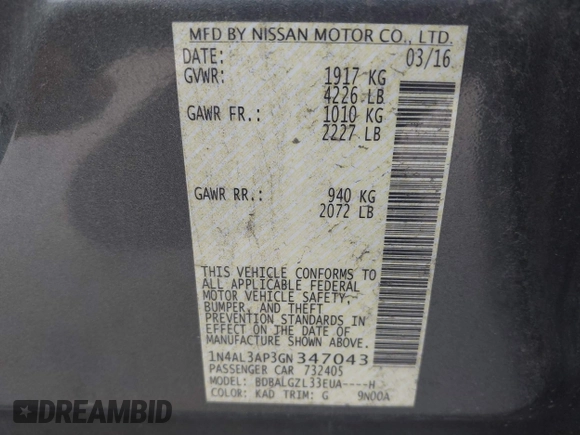 MFD BY NISSAN MOTOR CO., LTD.
DATE: 03/16
GVWR: 1917 KG
4226 LB
GAWR FR.: 1010 KG
2227 LB
GAWR RR.: 940 KG
2072 LB
THIS VEHICLE CONFORMS TO
ALL APPLICABLE FEDERAL
MOTOR VEHICLE SAFETY,
BUMPER, AND THEFT
PREVENTION STANDARDS IN
EFFECT ON THE DATE OF
MANUFACTURE SHOWN ABOVE.
1N4AL3AP3GN347043
PASSENGER CAR 732405
MODEL: BDBALGZL33EUA----H
COLOR: KAD TRIM: G 9N00A
STAT.VIN
EPICBID